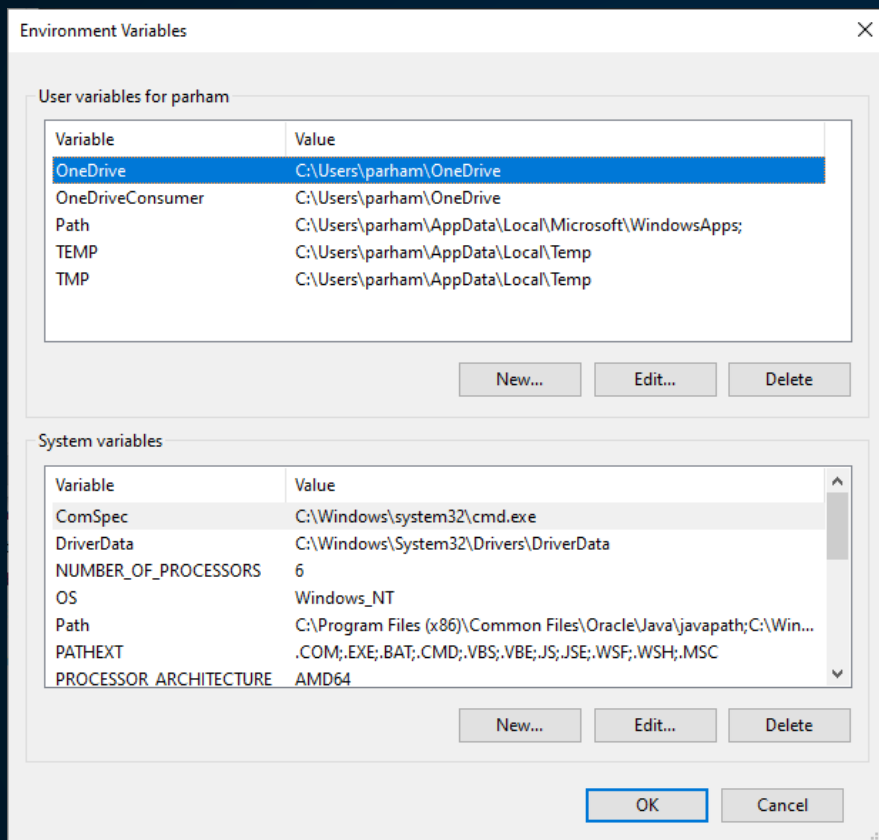 Environment Variables
User variables for parham
Variable Value
OneDrive C:\Users\parham\OneDrive
OneDriveConsumer C:\Users\parham\OneDrive
Path C:\Users\parham\AppData\Local\Microsoft\WindowsApps;
TEMP C:\Users\parham\AppData\Local\Temp
TMP C:\Users\parham\AppData\Local\Temp
New... Edit... Delete
System variables
Variable Value
ComSpec C:\Windows\system32\cmd.exe
DriverData C:\Windows\System32\Drivers\DriverData
NUMBER_OF_PROCESSORS 6
OS Windows_NT
Path C:\Program Files (x86)\Common Files\Oracle\Java\javapath;C:\Win...
PATHEXT .COM;.EXE;.BAT;.CMD;.VBS;.VBE;.JS;.JSE;.WSF;.WSH;.MSC
PROCESSOR_ARCHITECTURE AMD64
New... Edit... Delete
OK Cancel